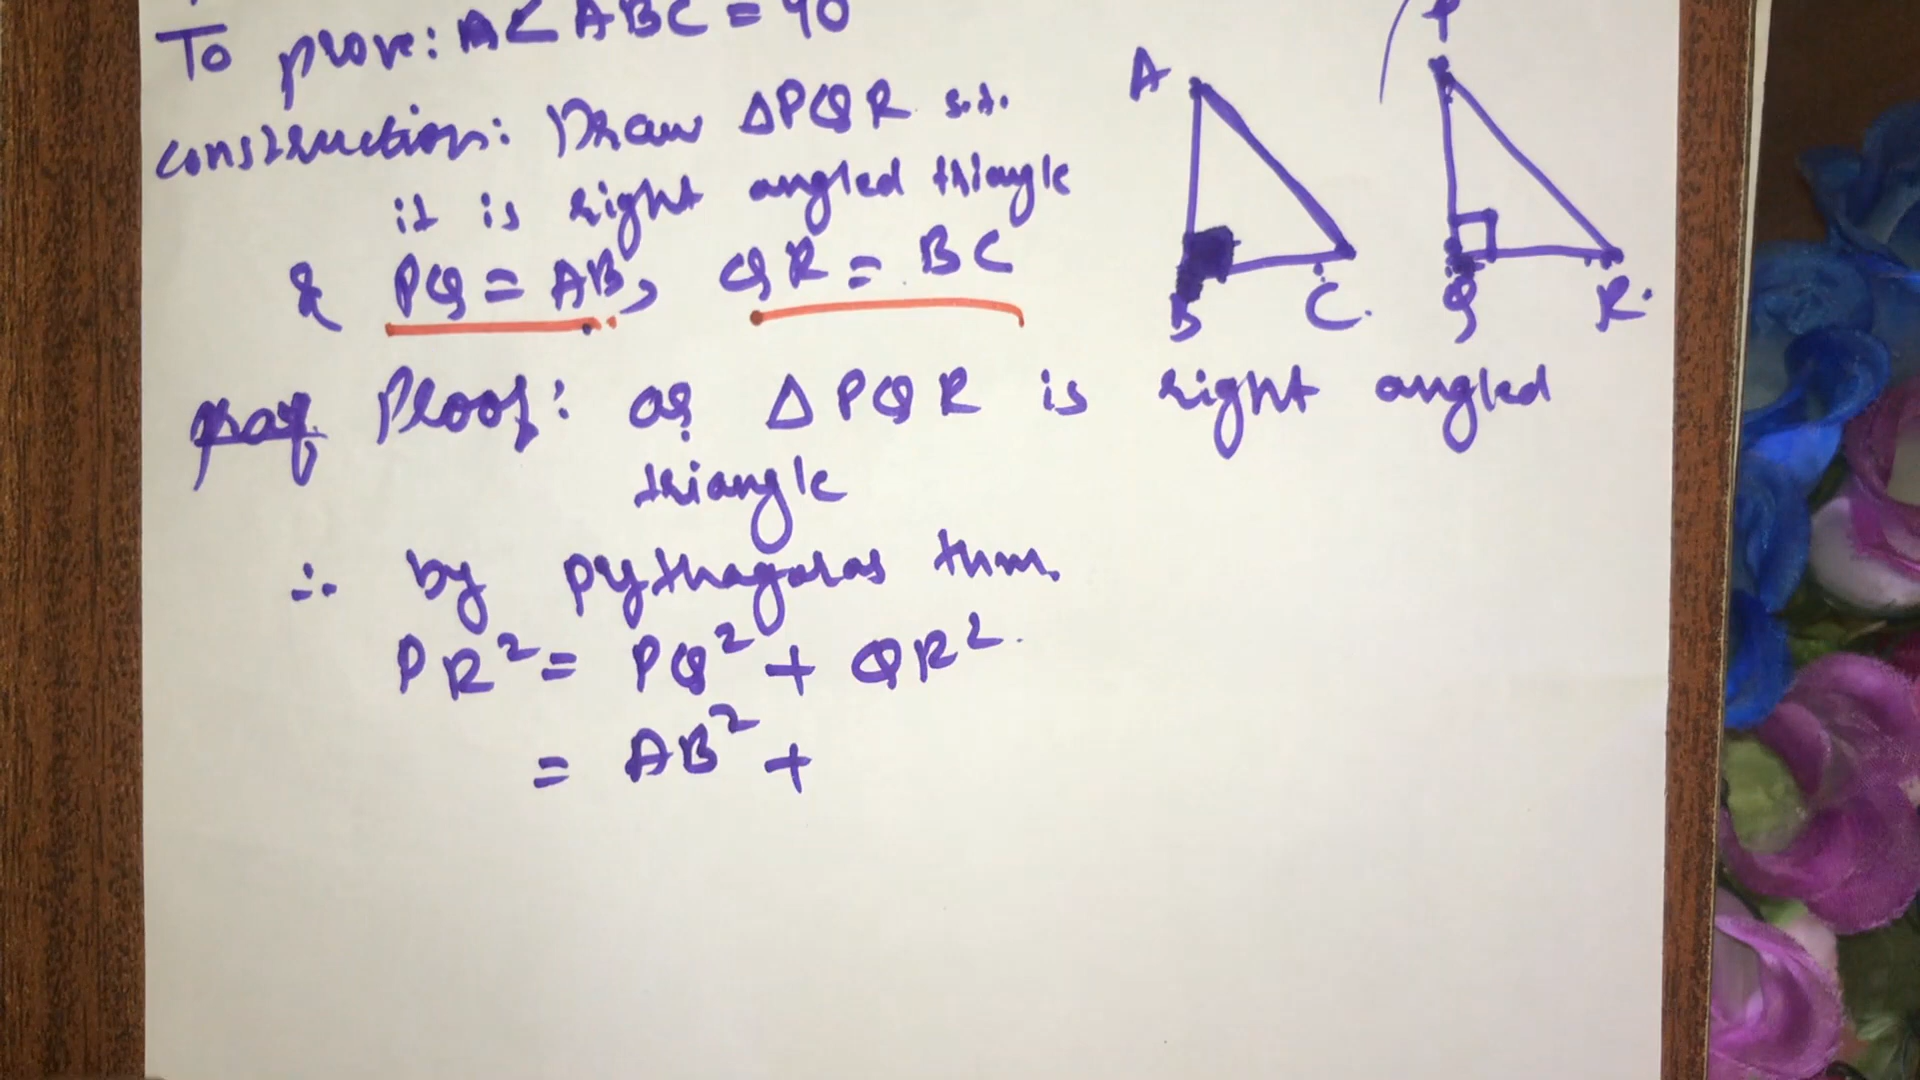 To prove: ∠ABC = 90
construction: Draw ΔPQR s.t.
it is right angled triangle
& PQ = AB, QR = BC
A
B
C
P
Q
R
proof Proof: as ΔPQR is right angled
triangle
∴ by pythagoras thm.
PR² = PQ² + QR².
= AB² +